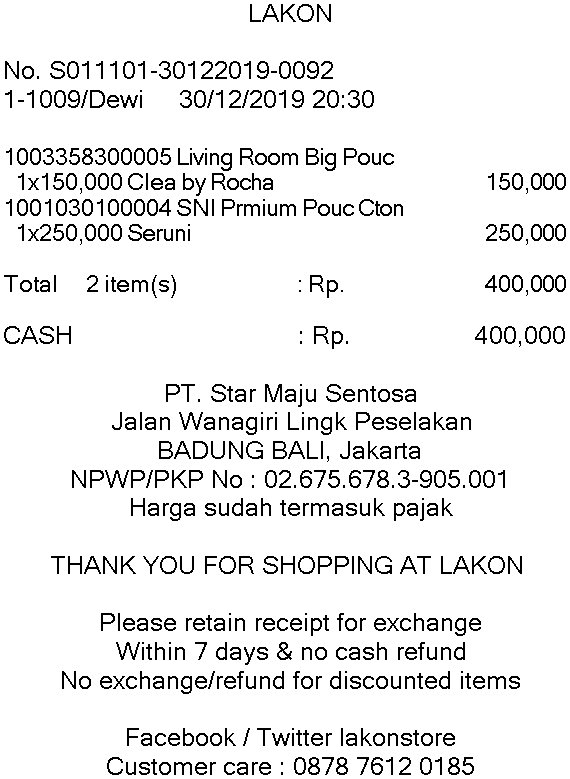 LAKON
No. S011101-30122019-0092
1-1009/Dewi 30/12/2019 20:30
1003358300005 Living Room Big Pouc
1x150,000 Clea by Rocha 150,000
1001030100004 SNI Prmium Pouc Cton
1x250,000 Seruni 250,000
Total 2 item(s) : Rp. 400,000
CASH : Rp. 400,000
PT. Star Maju Sentosa
Jalan Wanagiri Lingk Peselakan
BADUNG BALI, Jakarta
NPWP/PKP No : 02.675.678.3-905.001
Harga sudah termasuk pajak
THANK YOU FOR SHOPPING AT LAKON
Please retain receipt for exchange
Within 7 days & no cash refund
No exchange/refund for discounted items
Facebook / Twitter lakonstore
Customer care : 0878 7612 0185